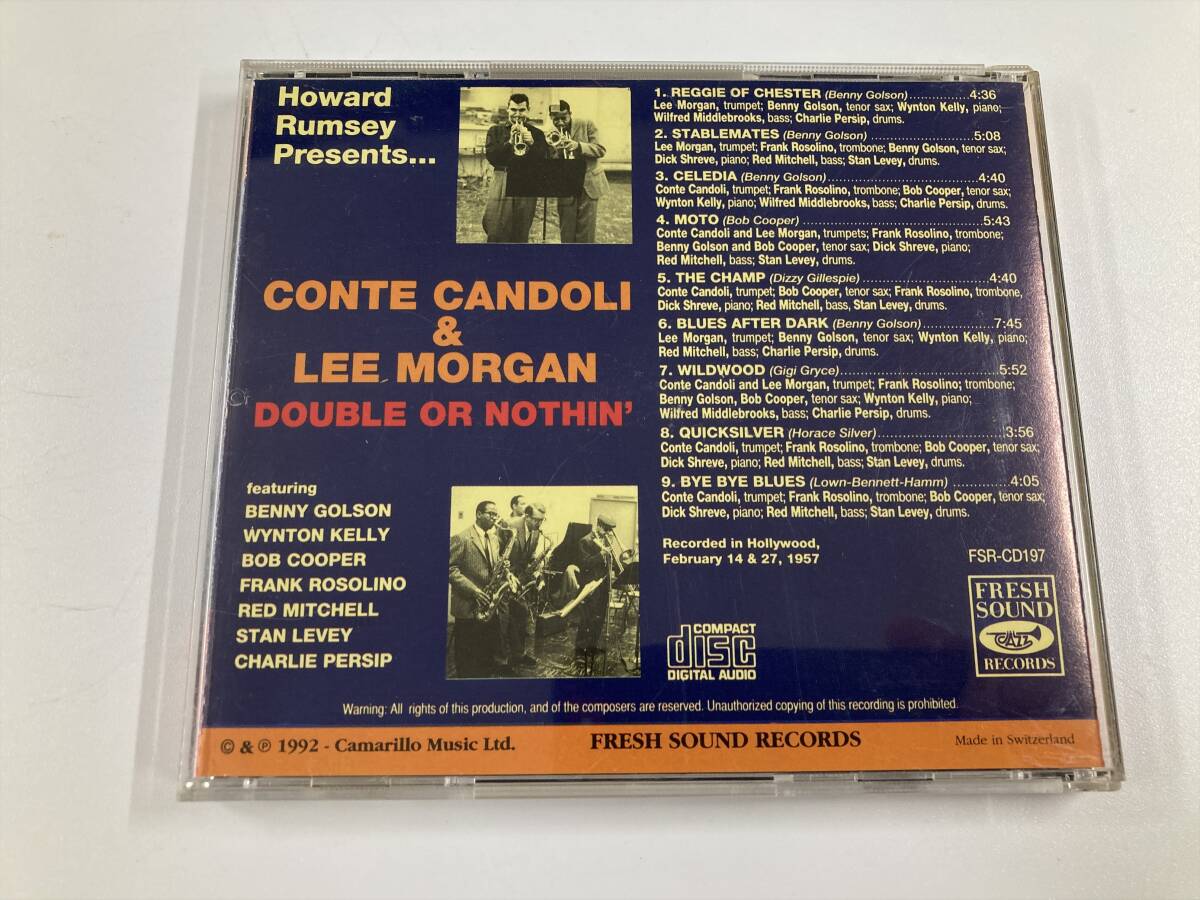 Howard
Rumsey
Presents...
CONTE CANDOLI
&
LEE MORGAN
DOUBLE OR NOTHIN'
featuring
BENNY GOLSON
WYNTON KELLY
BOB COOPER
FRANK ROSOLINO
RED MITCHELL
STAN LEVEY
CHARLIE PERSIP
1. REGGIE OF CHESTER (Benny Golson)................4:36
Lee Morgan, trumpet; Benny Golson, tenor sax; Wynton Kelly, piano;
Wilfred Middlebrooks, bass; Charlie Persip, drums.
2. STABLEMATES (Benny Golson) ........................5:08
Lee Morgan, trumpet; Frank Rosolino, trombone; Benny Golson, tenor sax;
Dick Shreve, piano; Red Mitchell, bass; Stan Levey, drums.
3. CELEDIA (Benny Golson)..................................4:40
Conte Candoli, trumpet; Frank Rosolino, trombone; Bob Cooper, tenor sax;
Wynton Kelly, piano; Wilfred Middlebrooks, bass; Charlie Persip, drums.
4. MOTO (Bob Cooper) ...........................................5:43
Conte Candoli and Lee Morgan, trumpets; Frank Rosolino, trombone;
Benny Golson and Bob Cooper, tenor sax; Dick Shreve, piano;
Red Mitchell, bass; Stan Levey, drums.
5. THE CHAMP (Dizzy Gillespie)..............................4:40
Conte Candoli, trumpet; Bob Cooper, tenor sax; Frank Rosolino, trombone,
Dick Shreve, piano; Red Mitchell, bass, Stan Levey, drums.
6. BLUES AFTER DARK (Benny Golson).................7:45
Lee Morgan, trumpet; Benny Golson, tenor sax; Wynton Kelly, piano;
Red Mitchell, bass; Charlie Persip, drums.
7. WILDWOOD (Gigi Gryce)......................................5:52
Conte Candoli and Lee Morgan, trumpet; Frank Rosolino; trombone;
Benny Golson, Bob Cooper, tenor sax; Wynton Kelly, piano;
Wilfred Middlebrooks, bass; Charlie Persip, drums.
8. QUICKSILVER (Horace Silver)..............................3:56
Conte Candoli, trumpet; Frank Rosolino, trombone; Bob Cooper, tenor sax;
Dick Shreve, piano; Red Mitchell, bass; Stan Levey, drums.
9. BYE BYE BLUES (Lown-Bennett-Hamm) ..............4:05
Conte Candoli, trumpet; Frank Rosolino, trombone; Bob Cooper, tenor sax;
Dick Shreve, piano; Red Mitchell, bass; Stan Levey, drums.
Recorded in Hollywood,
February 14 & 27, 1957
FSR-CD197
COMPACT
disc
DIGITAL AUDIO
FRESH
SOUND
JAZZ
RECORDS
Warning: All rights of this production, and of the composers are reserved. Unauthorized copying of this recording is prohibited.
© & ℗ 1992 - Camarillo Music Ltd. FRESH SOUND RECORDS Made in Switzerland